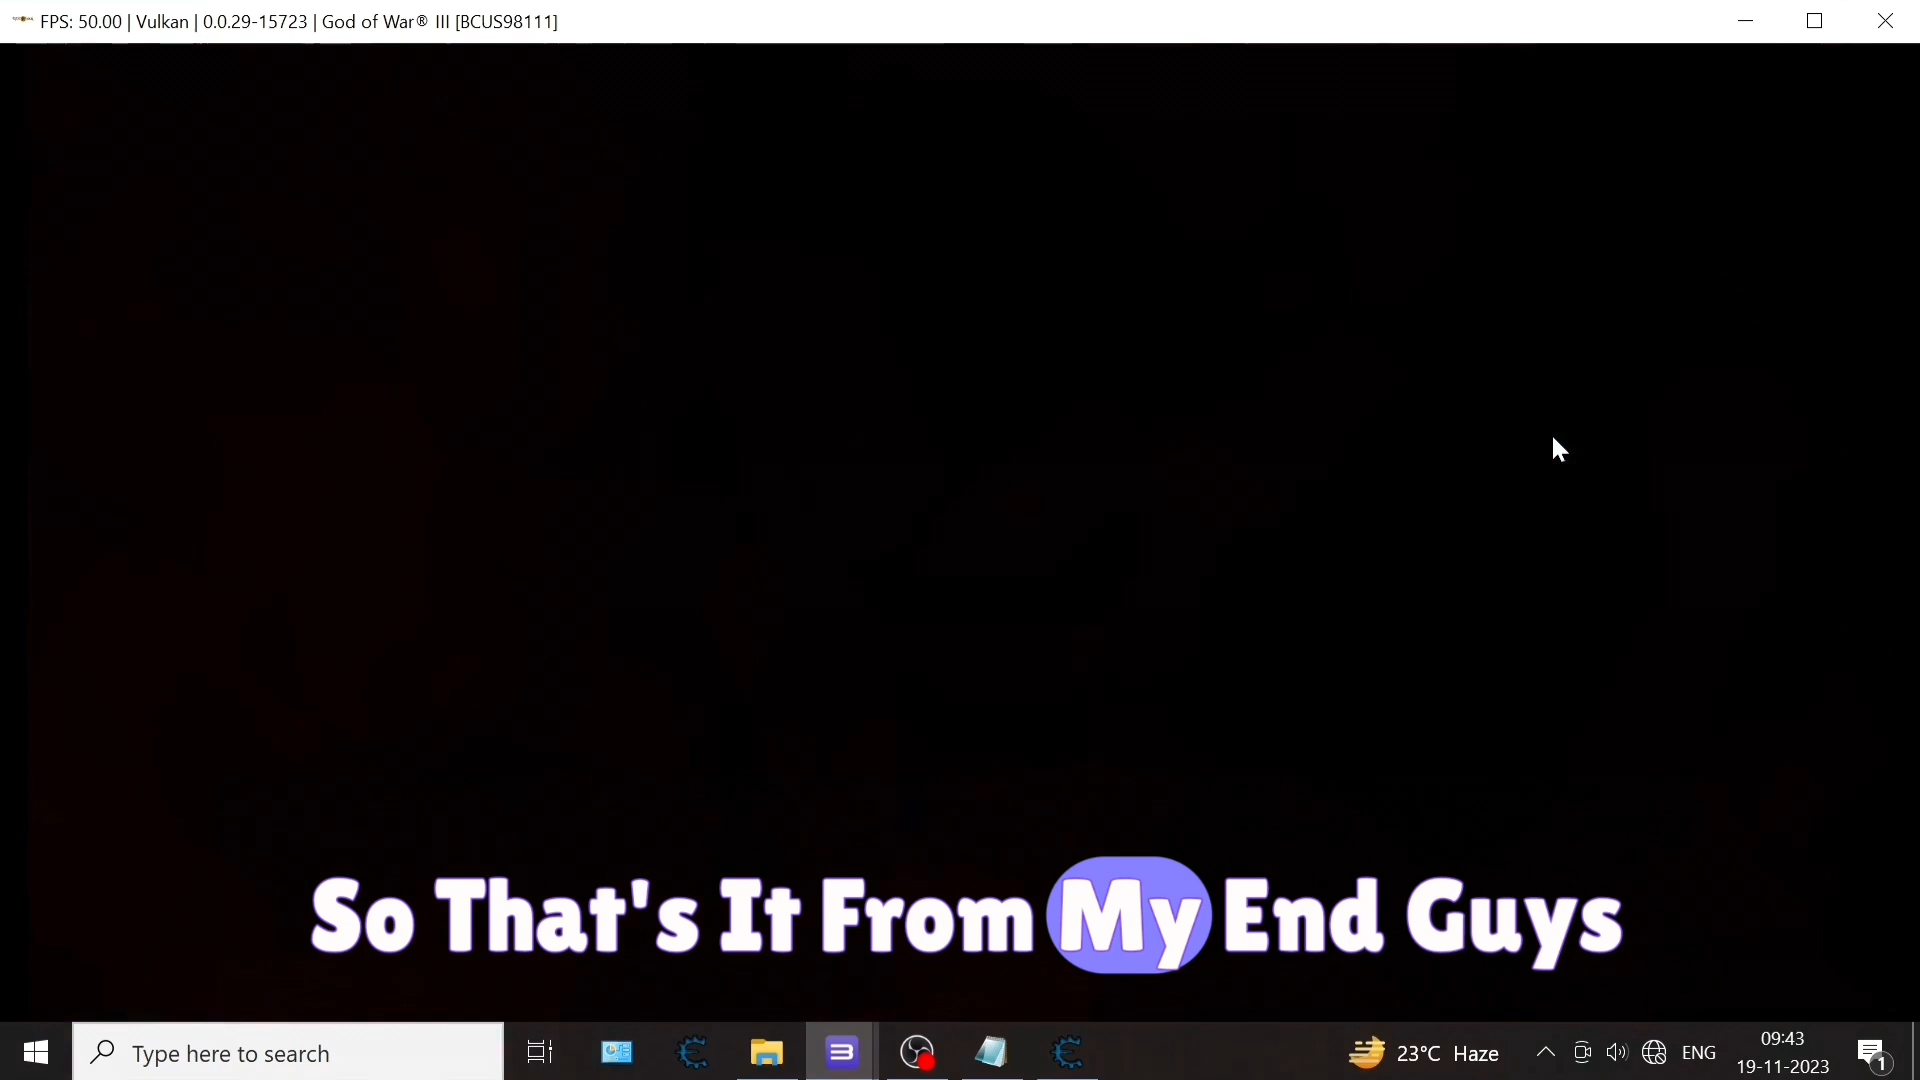 FPS: 50.00 | Vulkan | 0.0.29-15723 | God of War® III [BCUS98111]
So That's It From My End Guys
Type here to search
23°C Haze
ENG
09:43
19-11-2023
1